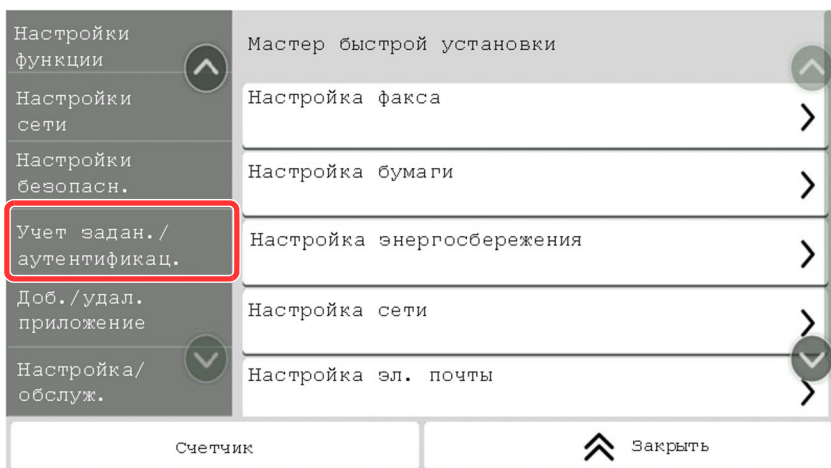 Настройки
функции
Настройки
сети
Настройки
безопасн.
Учет задан./
аутентификац.
Доб./удал.
приложение
Настройка/
обслуж.
Мастер быстрой установки
Настройка факса
Настройка бумаги
Настройка энергосбережения
Настройка сети
Настройка эл. почты
Счетчик
Закрыть